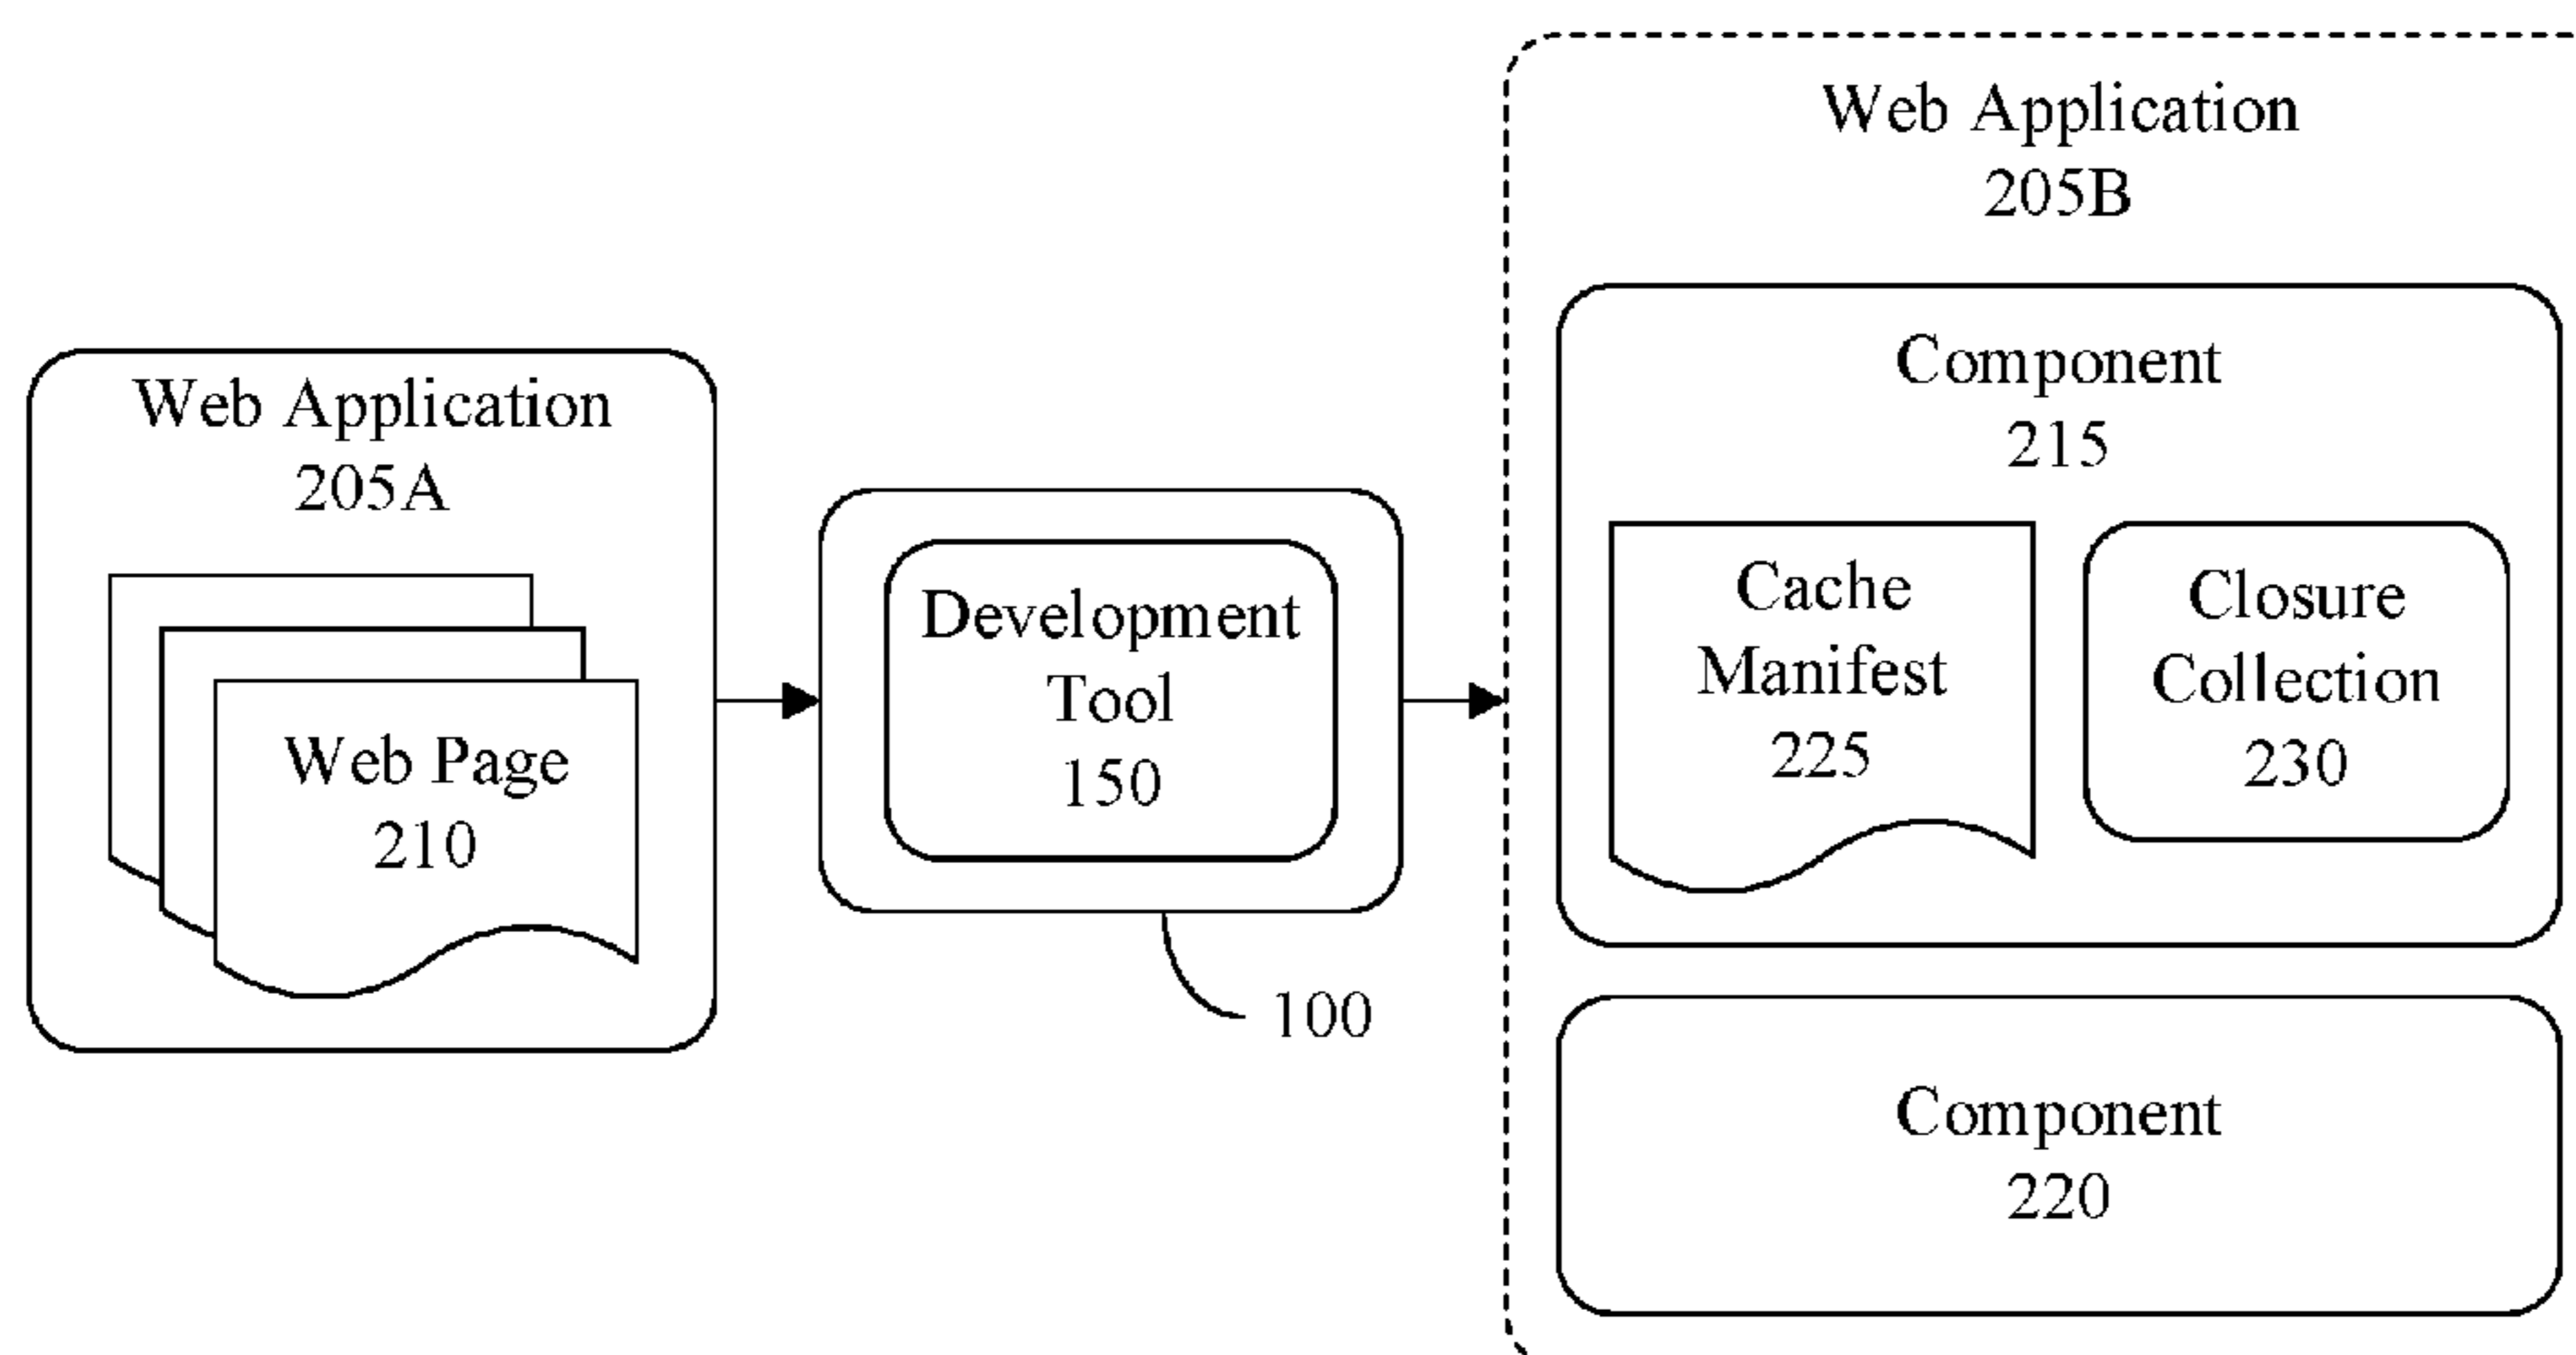 Web Application
205A
Web Page
210
Development
Tool
150
100
Web Application
205B
Component
215
Cache
Manifest
225
Closure
Collection
230
Component
220